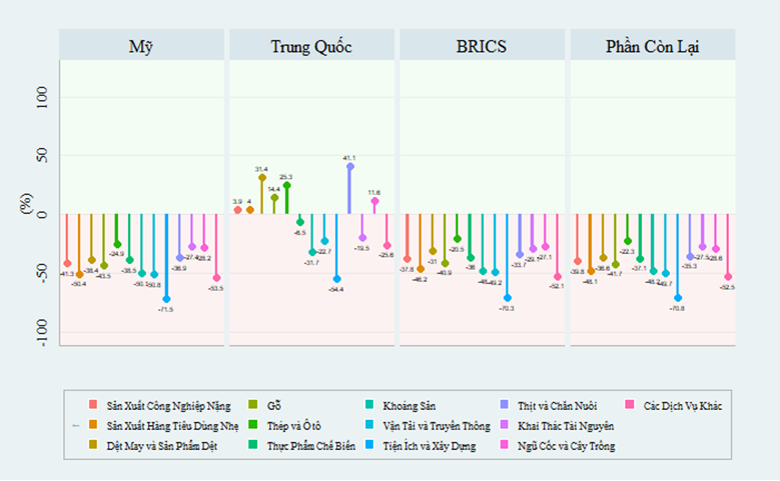 Mỹ
Trung Quốc
BRICS
Phần Còn Lại
100
50
0
-50
-100
(%)
-41.3 -50.4 -38.4 -43.5 -24.9 -38.5 -50.1 -50.8 -71.5 -36.9 -27.4 -28.2 -53.5
3.9 4 31.4 14.4 25.3 -6.5 -31.7 -22.7 -54.4 41.1 -19.5 11.6 -25.6
-37.8 -46.2 -31 -40.9 -20.5 -36 -49.2 -70.3 -33.7 -27.1 -52.1
-39.8 -48.1 -36.6 -41.7 -22.3 -37.1 -48.2 -49.7 -70.8 -35.3 -27.5 -28.6 -52.5
Sản Xuất Công Nghiệp Nặng
Gỗ
Khoáng Sản
Thịt và Chăn Nuôi
Các Dịch Vụ Khác
Sản Xuất Hàng Tiêu Dùng Nhẹ
Thép và Ô tô
Vận Tải và Truyền Thông
Khai Thác Tài Nguyên
Dệt May và Sản Phẩm Dệt
Thực Phẩm Chế Biến
Tiện Ích và Xây Dựng
Ngũ Cốc và Cây Trồng